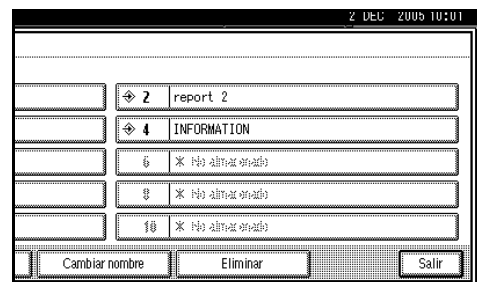 2 DEC 2005 10:01
2 report 2
4 INFORMATION
6 * No almacenado
8 * No almacenado
10 * No almacenado
Cambiar nombre Eliminar Salir